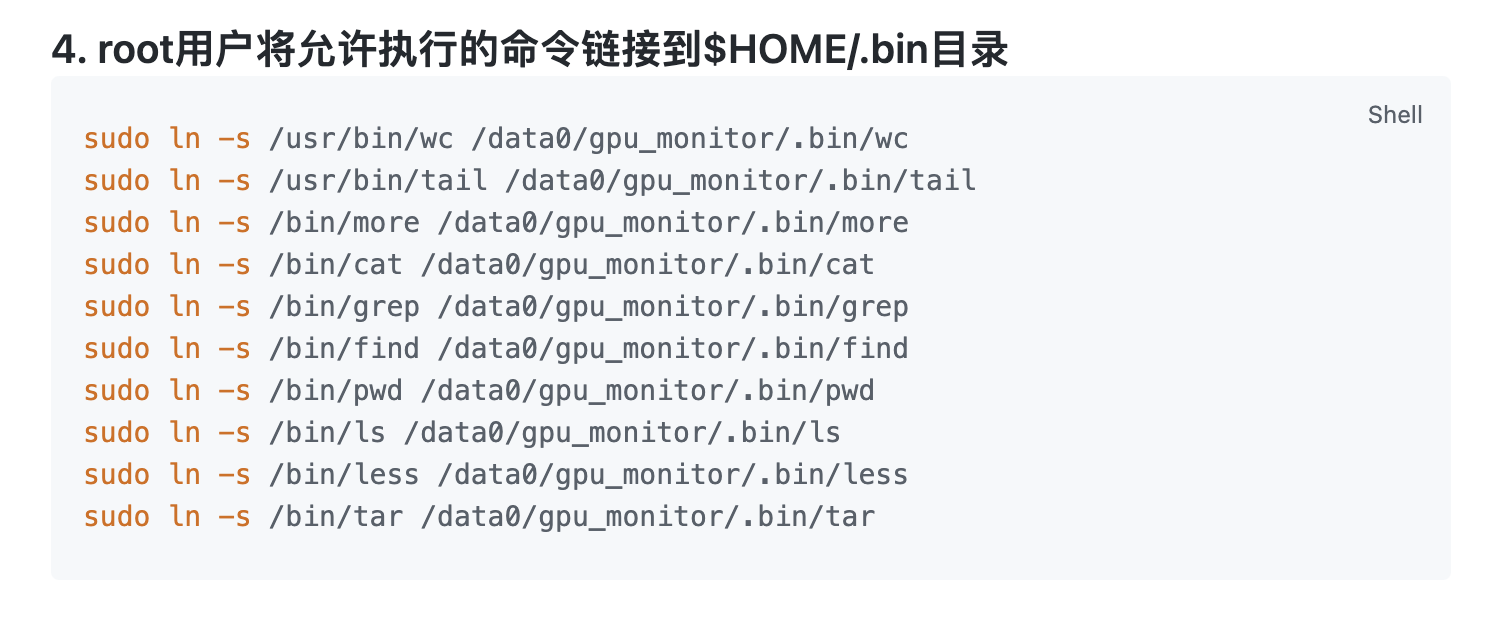 4. root用户将允许执行的命令链接到$HOME/.bin目录
Shell
sudo ln -s /usr/bin/wc /data0/gpu_monitor/.bin/wc
sudo ln -s /usr/bin/tail /data0/gpu_monitor/.bin/tail
sudo ln -s /bin/more /data0/gpu_monitor/.bin/more
sudo ln -s /bin/cat /data0/gpu_monitor/.bin/cat
sudo ln -s /bin/grep /data0/gpu_monitor/.bin/grep
sudo ln -s /bin/find /data0/gpu_monitor/.bin/find
sudo ln -s /bin/pwd /data0/gpu_monitor/.bin/pwd
sudo ln -s /bin/ls /data0/gpu_monitor/.bin/ls
sudo ln -s /bin/less /data0/gpu_monitor/.bin/less
sudo ln -s /bin/tar /data0/gpu_monitor/.bin/tar